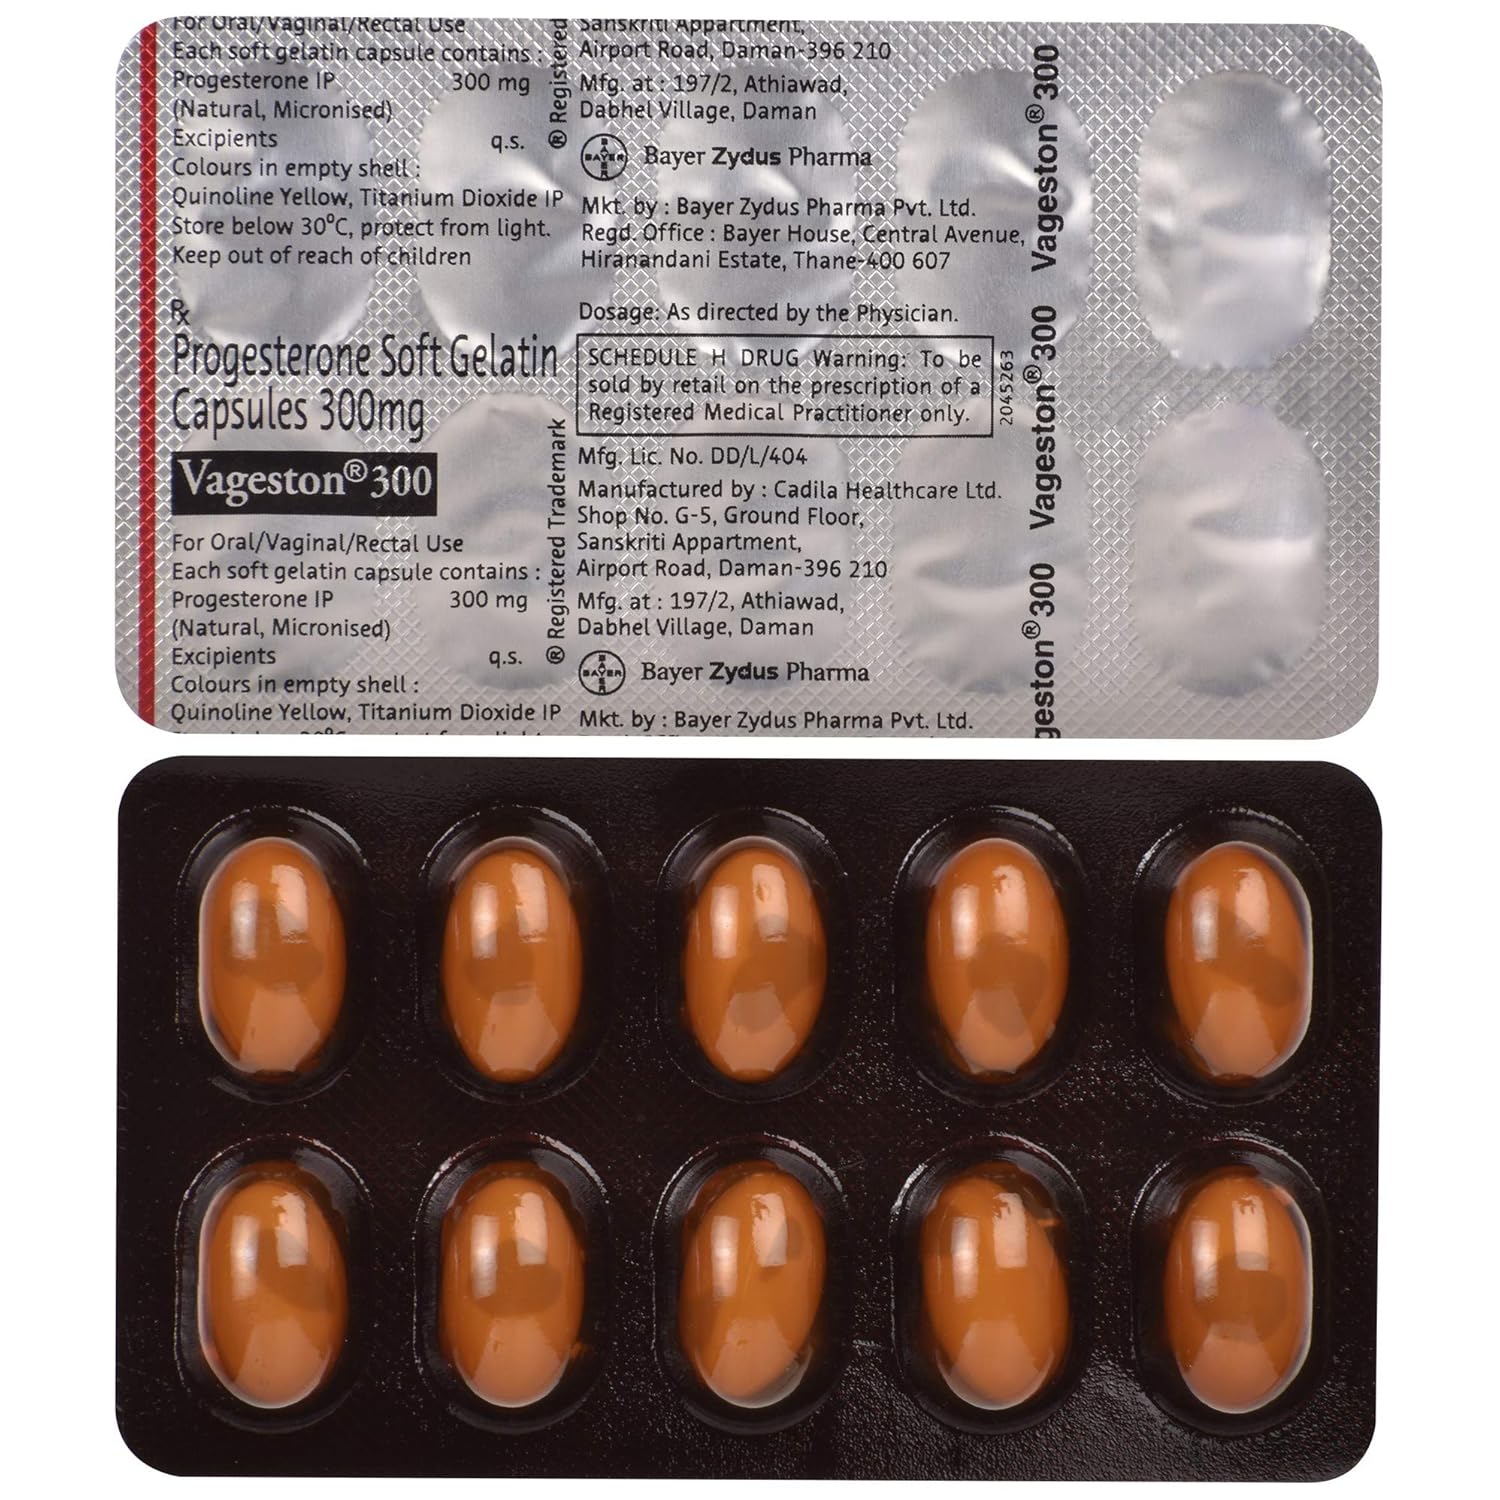 For Oral/Vaginal/Rectal Use
Each soft gelatin capsule contains :
Progesterone IP 300 mg
(Natural, Micronised)
Excipients q.s.
Colours in empty shell :
Quinoline Yellow, Titanium Dioxide IP
Store below 30°C, protect from light.
Keep out of reach of children
Rx
Progesterone Soft Gelatin
Capsules 300mg
Vageston® 300
For Oral/Vaginal/Rectal Use
Each soft gelatin capsule contains :
Progesterone IP 300 mg
(Natural, Micronised)
Excipients q.s.
Colours in empty shell :
Quinoline Yellow, Titanium Dioxide IP
® Registered
® Registered Trademark
Sanskriti Appartment,
Airport Road, Daman-396 210
Mfg. at : 197/2, Athiawad,
Dabhel Village, Daman
BAYER
BAYER
Bayer Zydus Pharma
Mkt. by : Bayer Zydus Pharma Pvt. Ltd.
Regd. Office : Bayer House, Central Avenue,
Hiranandani Estate, Thane-400 607
Dosage: As directed by the Physician.
SCHEDULE H DRUG Warning: To be
sold by retail on the prescription of a
Registered Medical Practitioner only.
2045263
Mfg. Lic. No. DD/L/404
Manufactured by : Cadila Healthcare Ltd.
Shop No. G-5, Ground Floor,
Sanskriti Appartment,
Airport Road, Daman-396 210
Mfg. at : 197/2, Athiawad,
Dabhel Village, Daman
BAYER
BAYER
Bayer Zydus Pharma
Mkt. by : Bayer Zydus Pharma Pvt. Ltd.
geston® 300 Vageston® 300 Vageston® 300